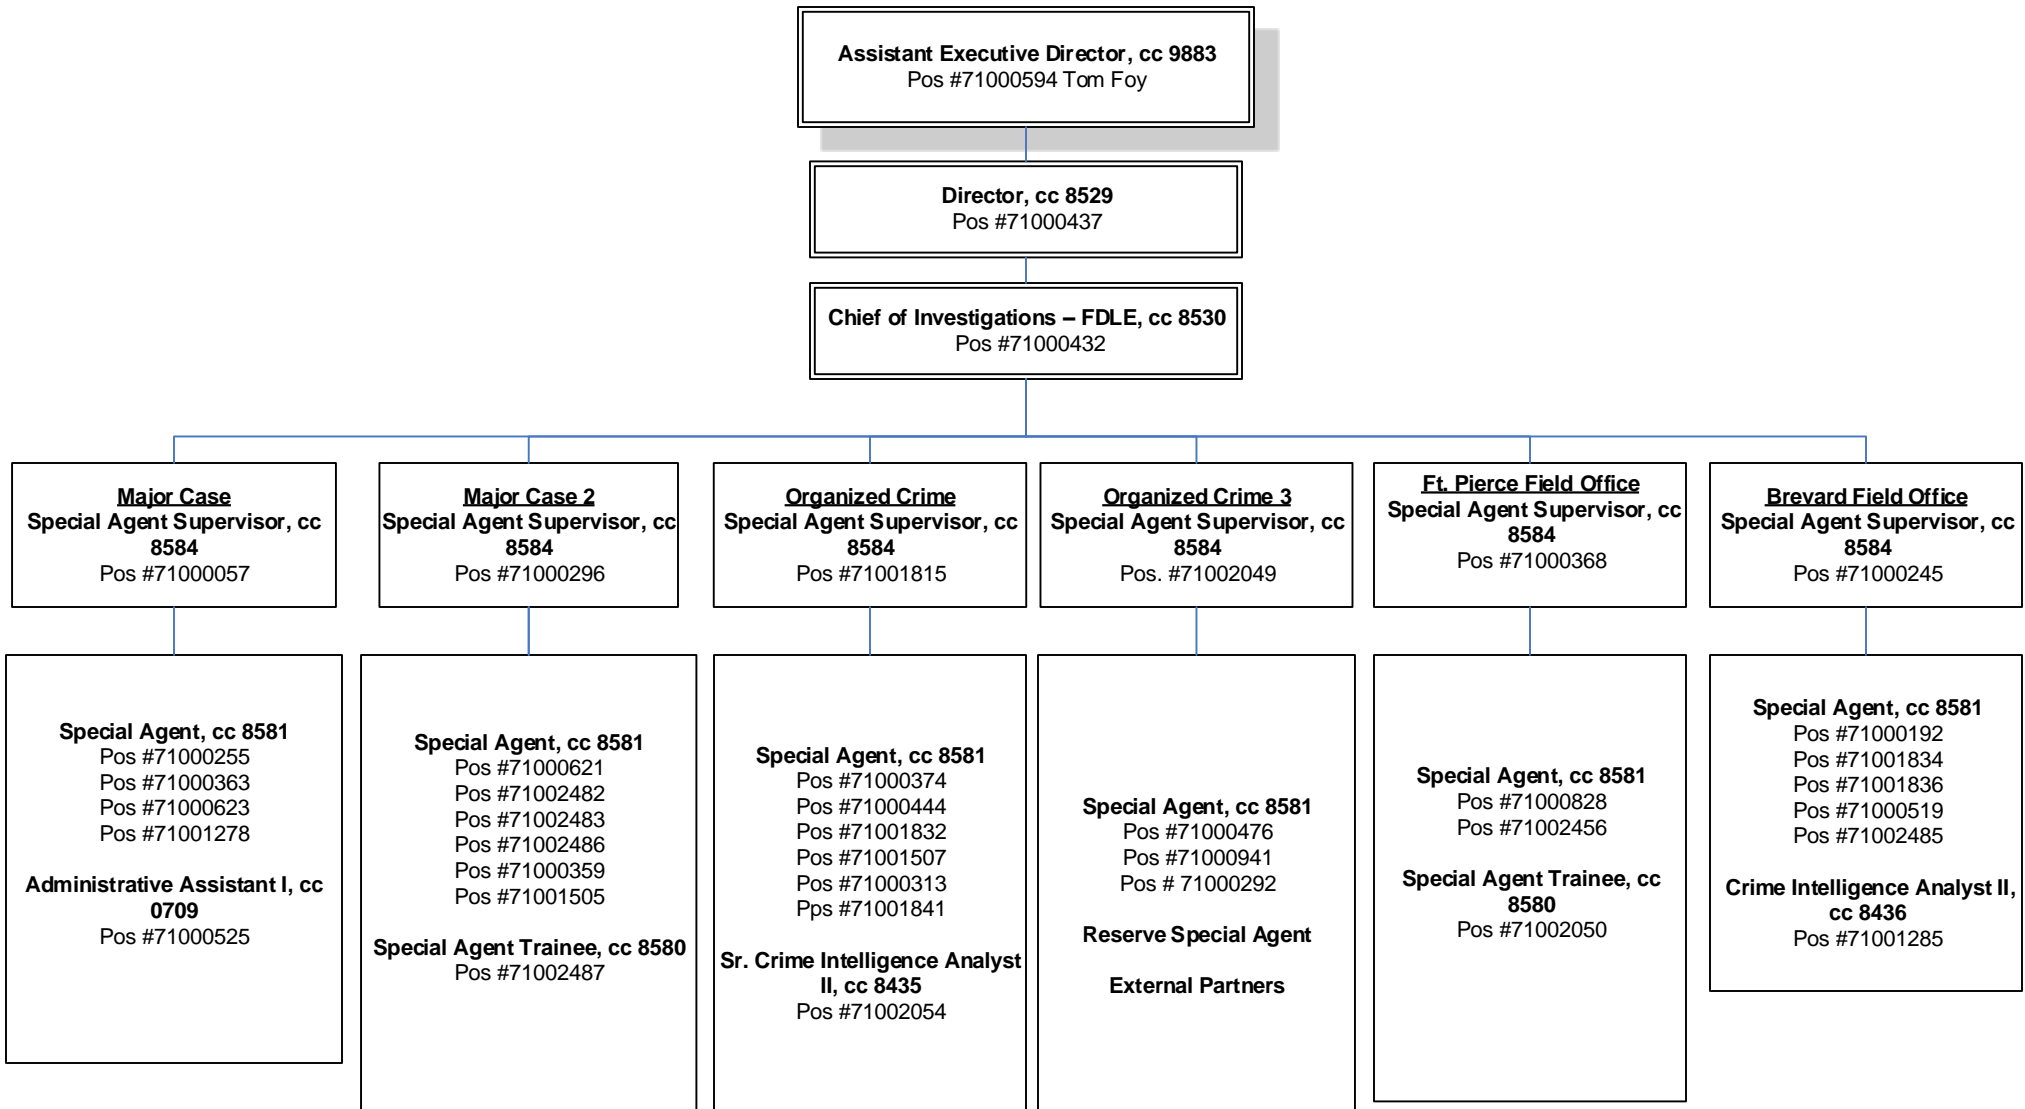 Assistant Executive Director, cc 9883
Pos #71000594 Tom Foy
Director, cc 8529
Pos #71000437
Chief of Investigations – FDLE, cc 8530
Pos #71000432
Major Case
Special Agent Supervisor, cc
8584
Pos #71000057
Major Case 2
Special Agent Supervisor, cc
8584
Pos #71000296
Organized Crime
Special Agent Supervisor, cc
8584
Pos #71001815
Organized Crime 3
Special Agent Supervisor, cc
8584
Pos. #71002049
Ft. Pierce Field Office
Special Agent Supervisor, cc
8584
Pos #71000368
Brevard Field Office
Special Agent Supervisor, cc
8584
Pos #71000245
Special Agent, cc 8581
Pos #71000255
Pos #71000363
Pos #71000623
Pos #71001278
Administrative Assistant I, cc
0709
Pos #71000525
Special Agent, cc 8581
Pos #71000621
Pos #71002482
Pos #71002483
Pos #71002486
Pos #71000359
Pos #71001505
Special Agent Trainee, cc 8580
Pos #71002487
Special Agent, cc 8581
Pos #71000374
Pos #71000444
Pos #71001832
Pos #71001507
Pos #71000313
Pps #71001841
Sr. Crime Intelligence Analyst
II, cc 8435
Pos #71002054
Special Agent, cc 8581
Pos #71000476
Pos #71000941
Pos # 71000292
Reserve Special Agent
External Partners
Special Agent, cc 8581
Pos #71000828
Pos #71002456
Special Agent Trainee, cc
8580
Pos #71002050
Special Agent, cc 8581
Pos #71000192
Pos #71001834
Pos #71001836
Pos #71000519
Pos #71002485
Crime Intelligence Analyst II,
cc 8436
Pos #71001285